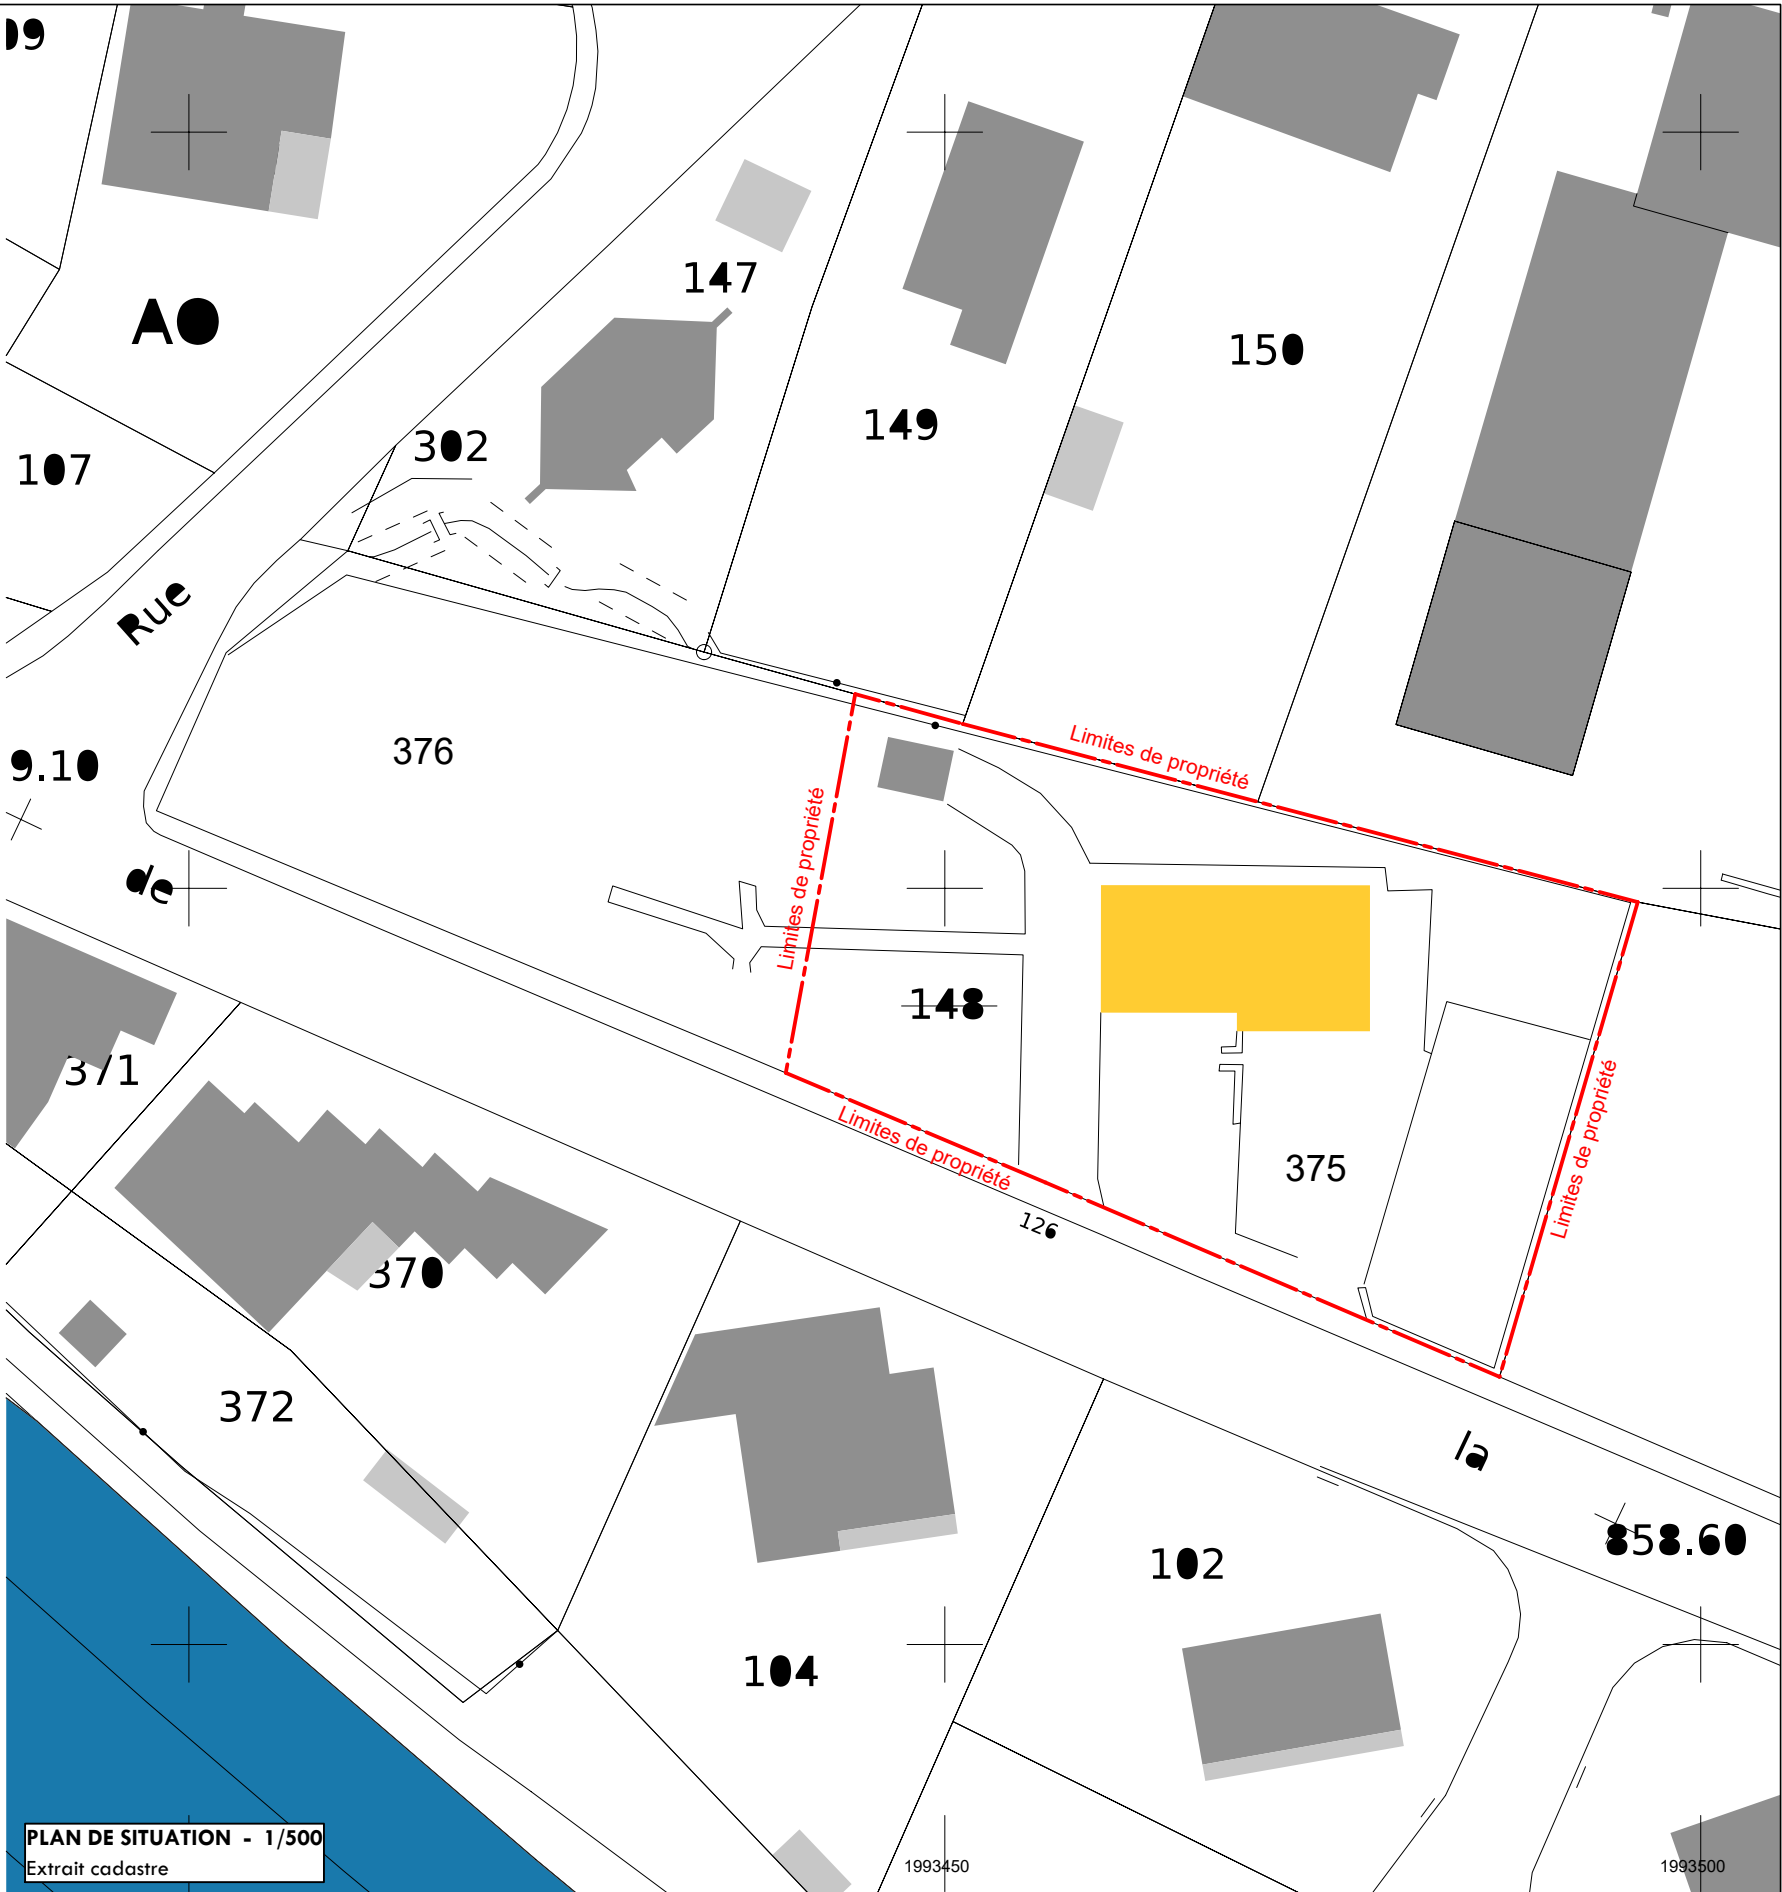 147
AO
150
149
302
107
Rue
Limites de propriété
376
9.10
Limites de propriété
de
148
371
Limites de propriété
Limites de propriété
375
126
370
372
la
858.60
102
104
PLAN DE SITUATION - 1/500
Extrait cadastre
1993450
1993500